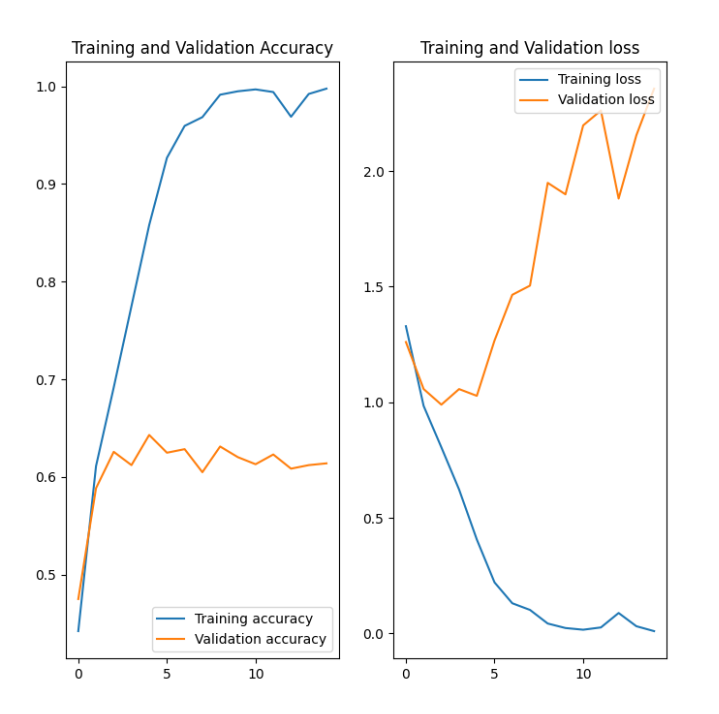 Training and Validation Accuracy
1.0
0.9
0.8
0.7
0.6
0.5
0
5
10
Training accuracy
Validation accuracy
Training and Validation loss
2.0
1.5
1.0
0.5
0.0
0
5
10
Training loss
Validation loss